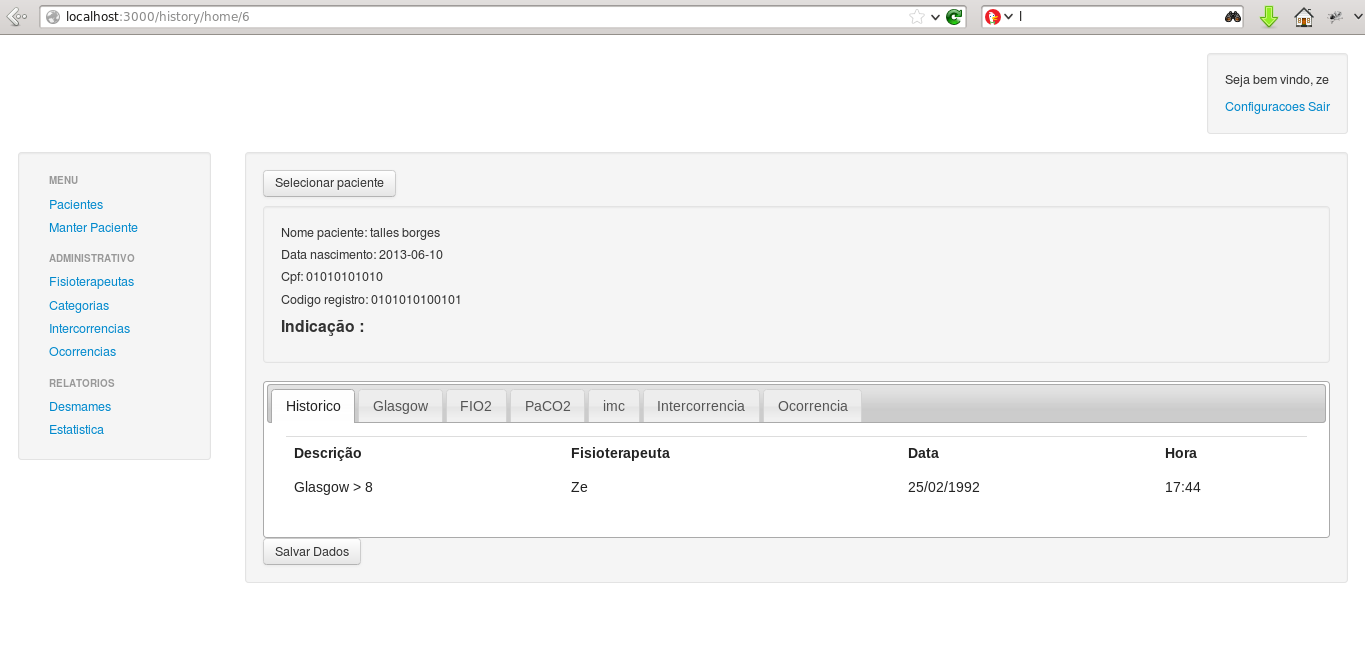 localhost:3000/history/home/6
l
Seja bem vindo, ze
Configuracoes Sair
MENU
Pacientes
Manter Paciente
ADMINISTRATIVO
Fisioterapeutas
Categorias
Intercorrencias
Ocorrencias
RELATORIOS
Desmames
Estatistica
Selecionar paciente
Nome paciente: talles borges
Data nascimento: 2013-06-10
Cpf: 01010101010
Codigo registro: 0101010100101
Indicação :
Historico Glasgow FIO2 PaCO2 imc Intercorrencia Ocorrencia
Descrição Fisioterapeuta Data Hora
Glasgow > 8 Ze 25/02/1992 17:44
Salvar Dados